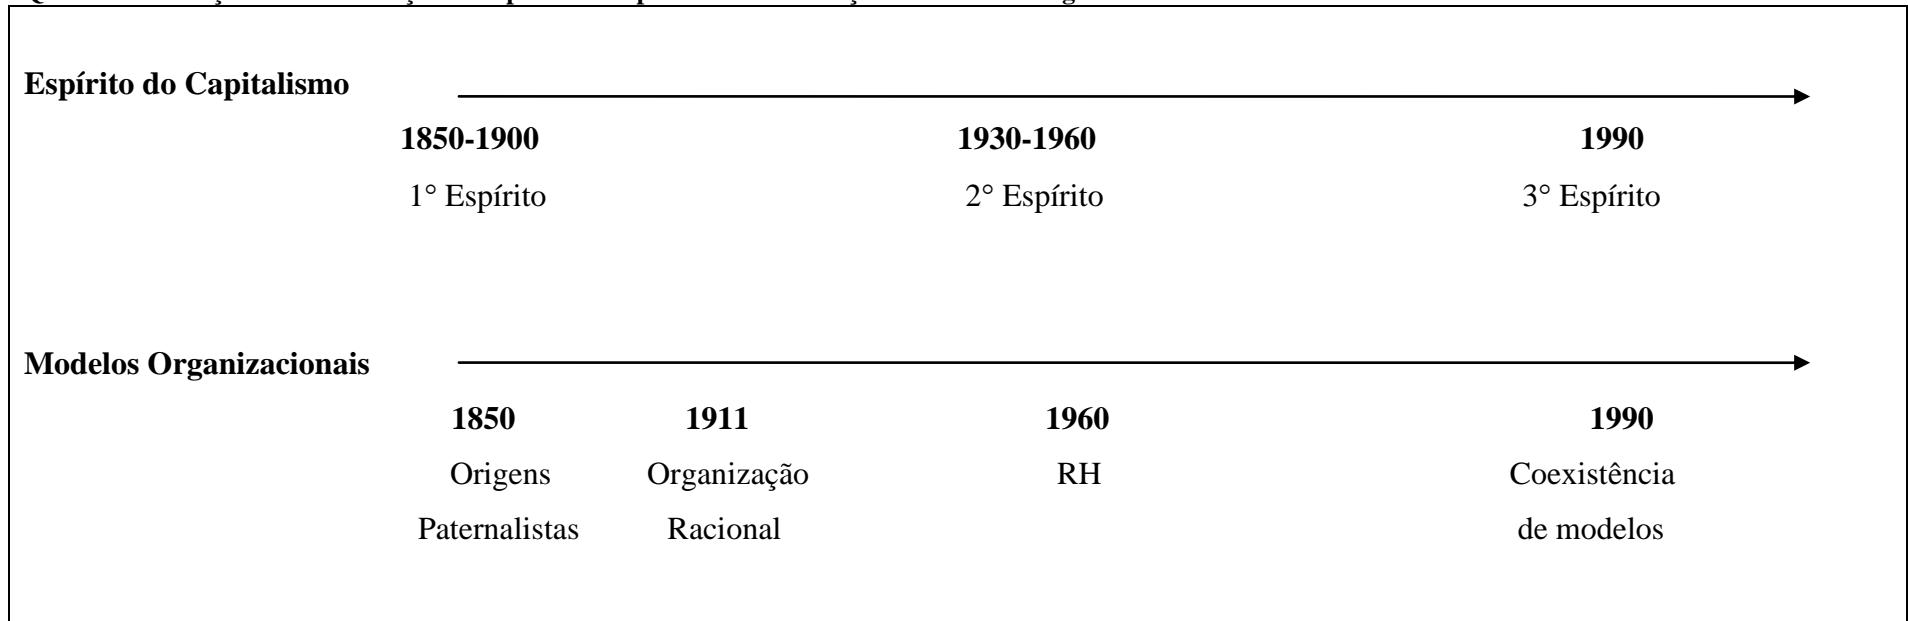 Espírito do Capitalismo
1850-1900 1930-1960 1990
1° Espírito 2° Espírito 3° Espírito
Modelos Organizacionais
1850 1911 1960 1990
Origens Organização RH Coexistência
Paternalistas Racional de modelos